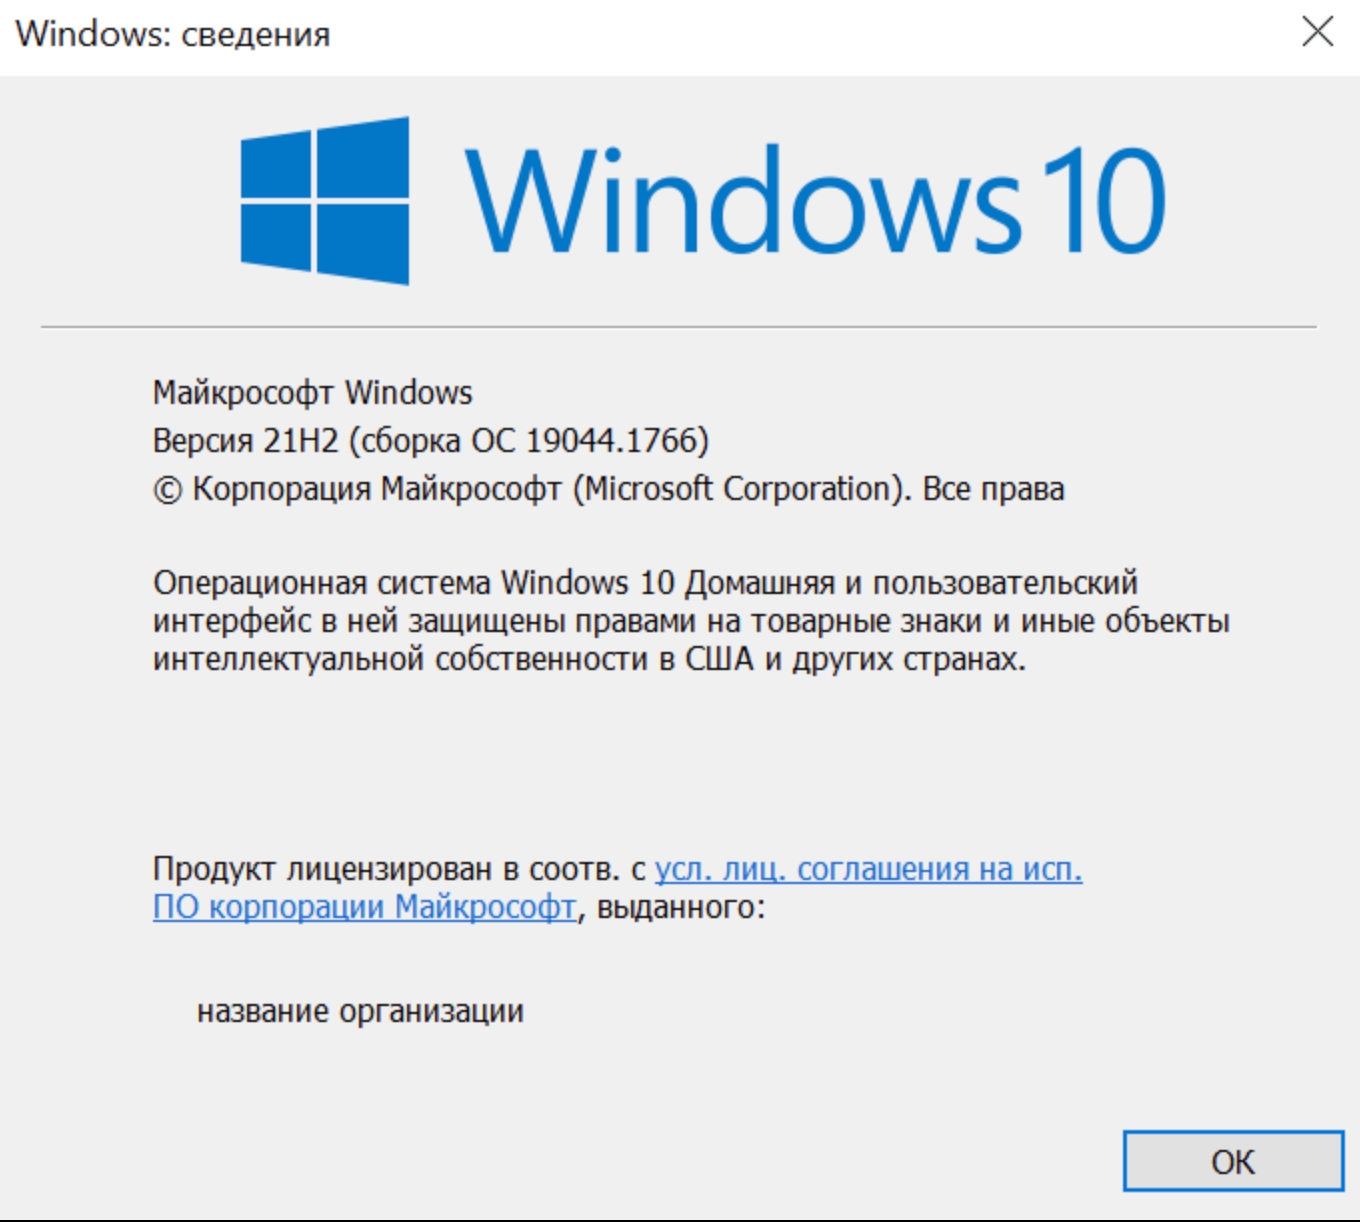 Windows: сведения
Windows 10
Майкрософт Windows
Версия 21H2 (сборка ОС 19044.1766)
© Корпорация Майкрософт (Microsoft Corporation). Все права
Операционная система Windows 10 Домашняя и пользовательский
интерфейс в ней защищены правами на товарные знаки и иные объекты
интеллектуальной собственности в США и других странах.
Продукт лицензирован в соотв. с усл. лиц. соглашения на исп.
ПО корпорации Майкрософт, выданного:
название организации
ОК